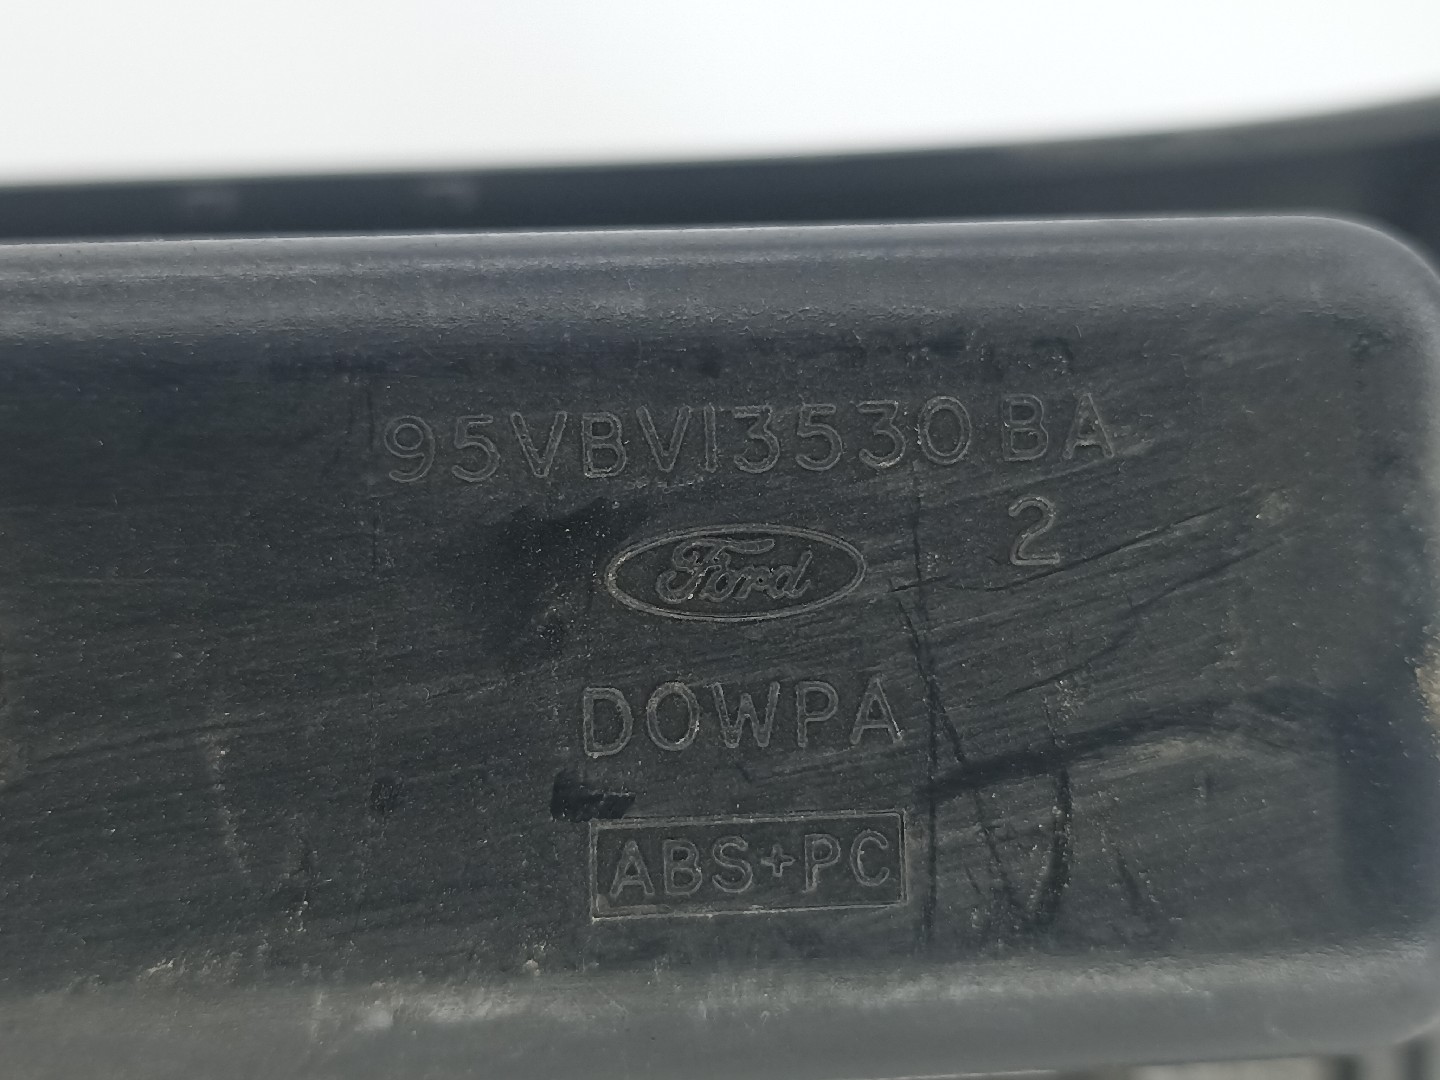 95VBV13530BA
2
Ford
DOWPA
ABS+PC